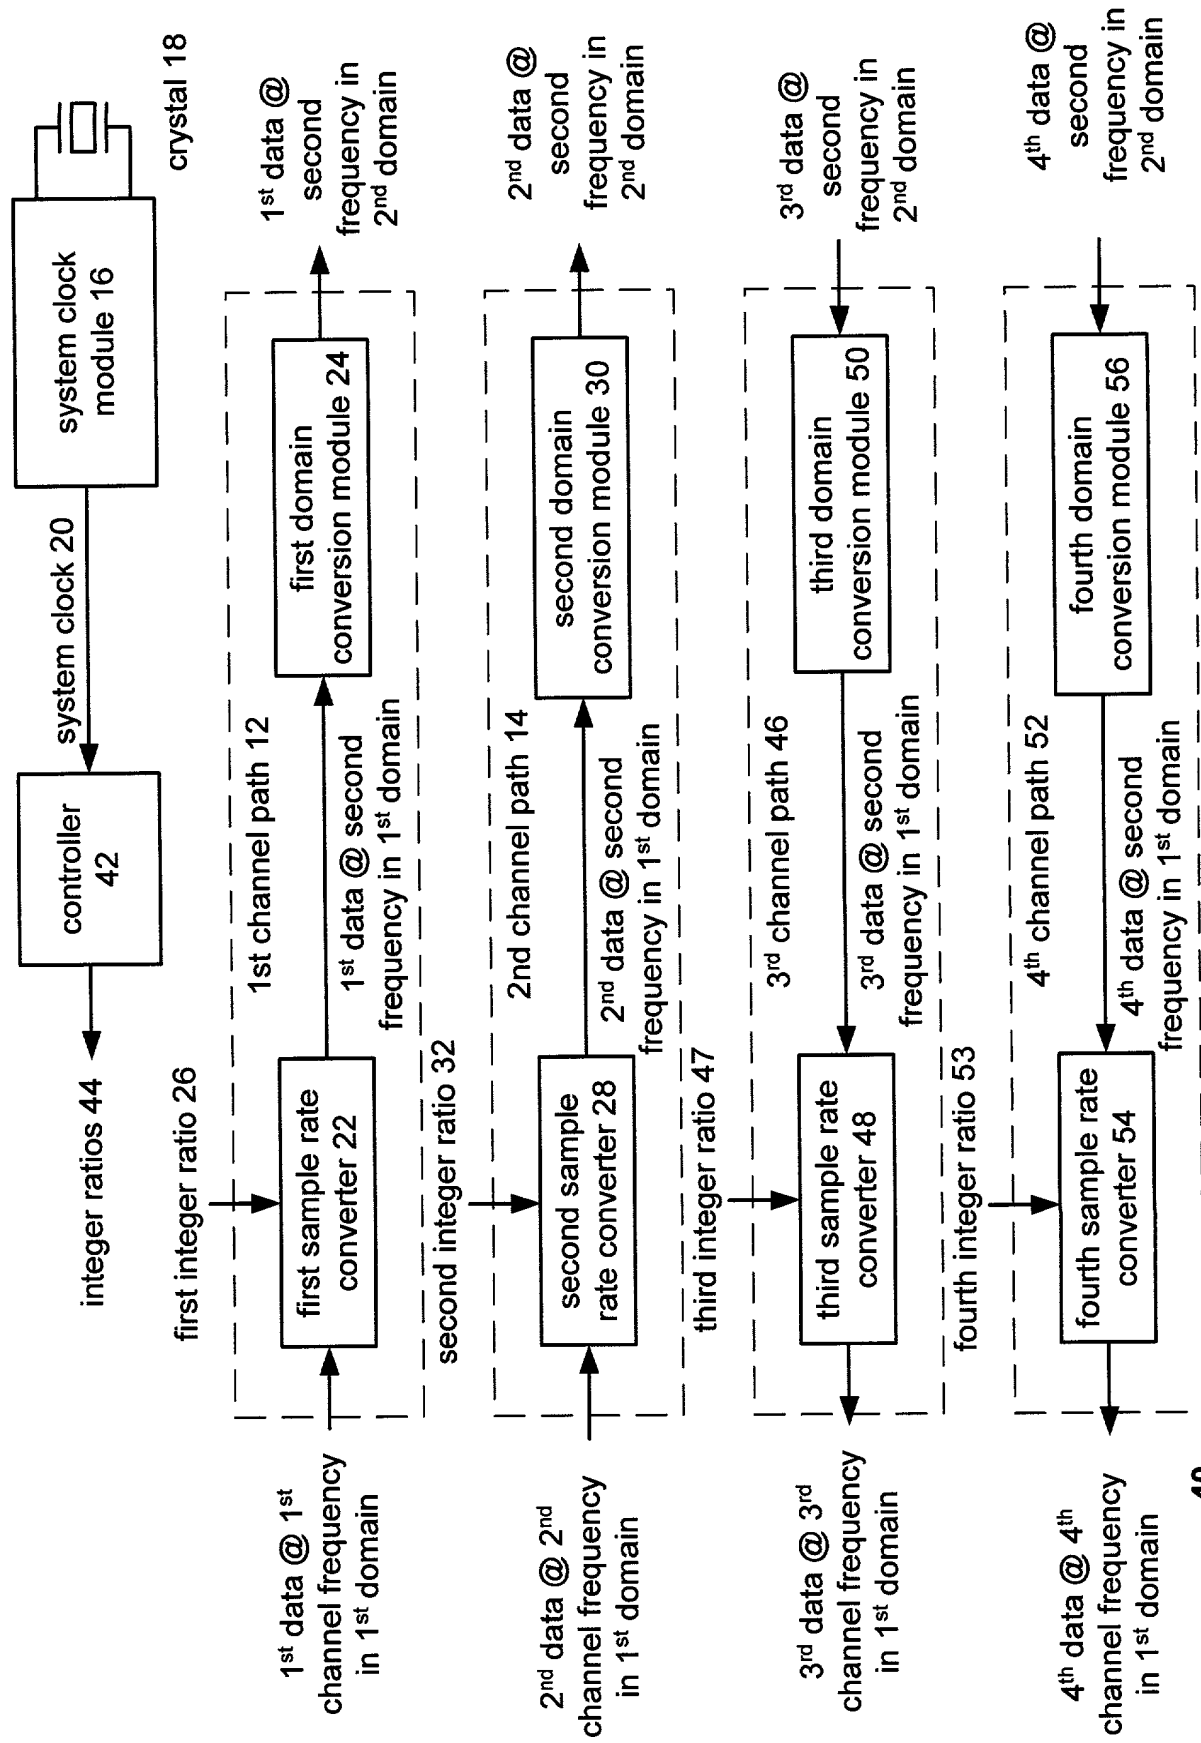 crystal 18
system clock
module 16
system clock 20
controller
42
integer ratios 44
1st data @
second
frequency in
2nd domain
first domain
conversion module 24
1st channel path 12
1st data @ second
frequency in 1st domain
first integer ratio 26
first sample rate
converter 22
1st data @ 1st
channel frequency
in 1st domain
2nd data @
second
frequency in
2nd domain
second domain
conversion module 30
2nd channel path 14
2nd data @ second
frequency in 1st domain
second integer ratio 32
second sample
rate converter 28
2nd data @ 2nd
channel frequency
in 1st domain
3rd data @
second
frequency in
2nd domain
third domain
conversion module 50
3rd channel path 46
3rd data @ second
frequency in 1st domain
third integer ratio 47
third sample rate
converter 48
3rd data @ 3rd
channel frequency
in 1st domain
4th data @
second
frequency in
2nd domain
fourth domain
conversion module 56
4th channel path 52
4th data @ second
frequency in 1st domain
fourth integer ratio 53
fourth sample rate
converter 54
4th data @ 4th
channel frequency
in 1st domain